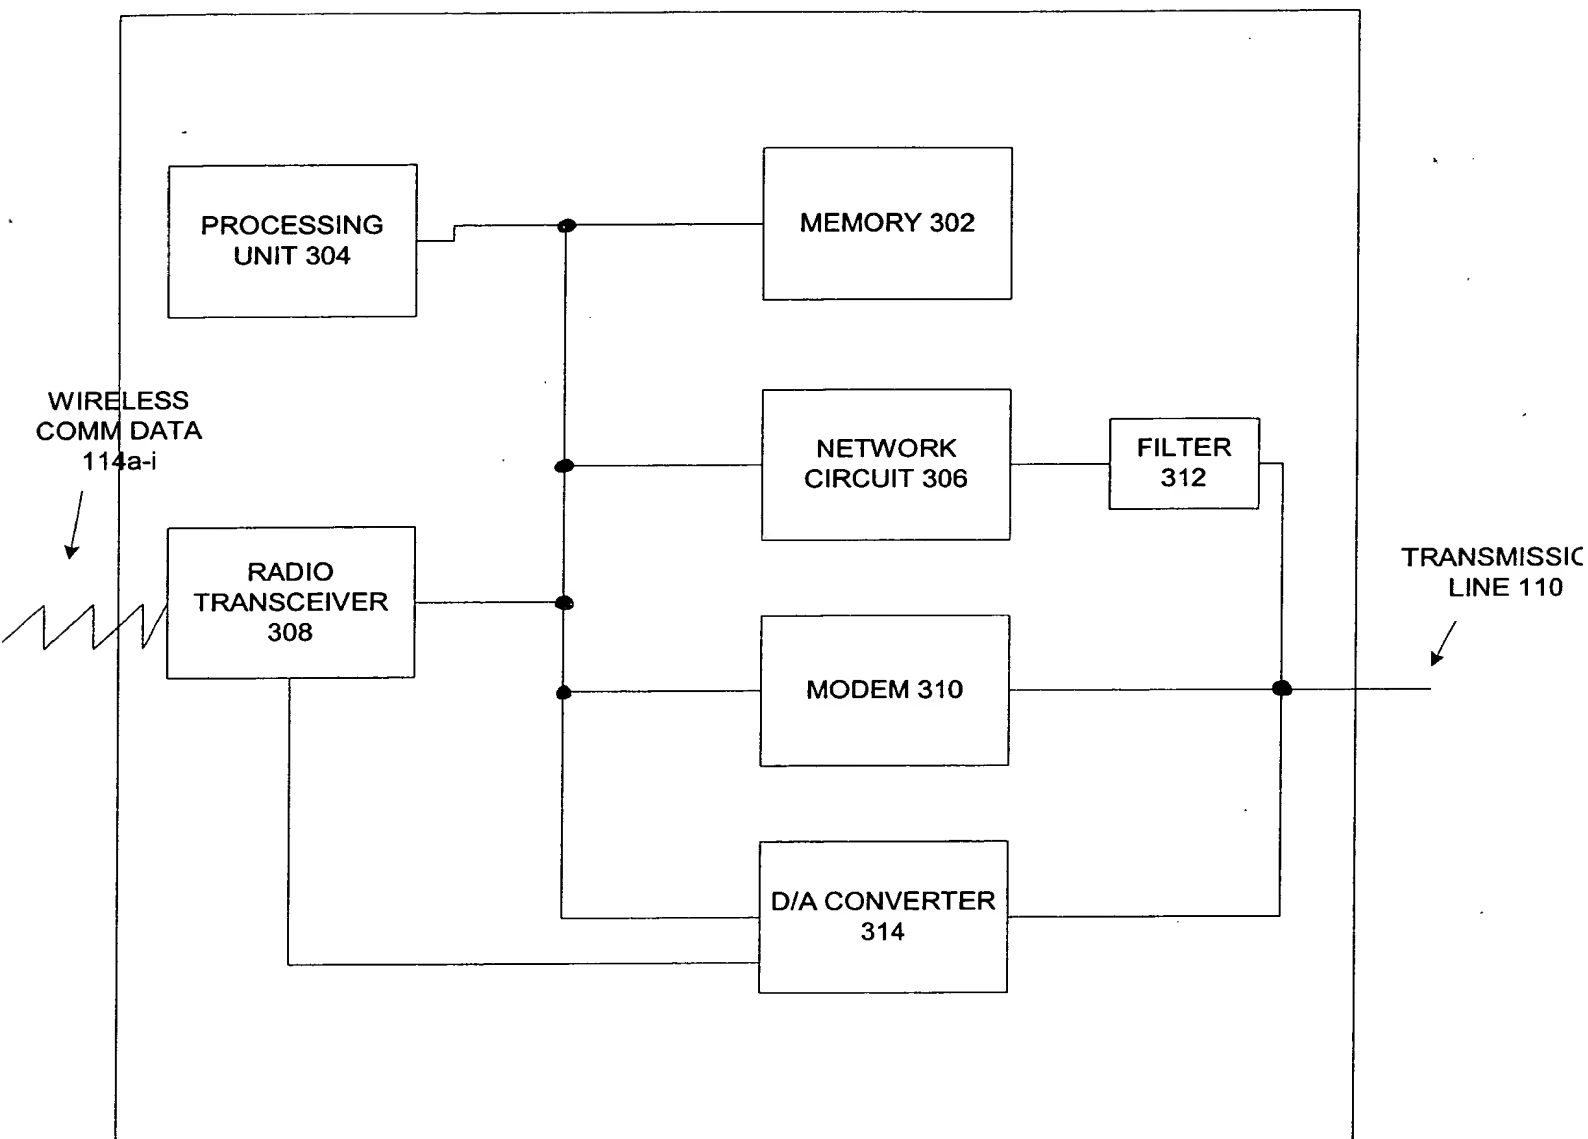 PROCESSING
UNIT 304
MEMORY 302
WIRELESS
COMM DATA
114a-i
NETWORK
CIRCUIT 306
FILTER
312
RADIO
TRANSCEIVER
308
TRANSMISSIO
LINE 110
MODEM 310
D/A CONVERTER
314